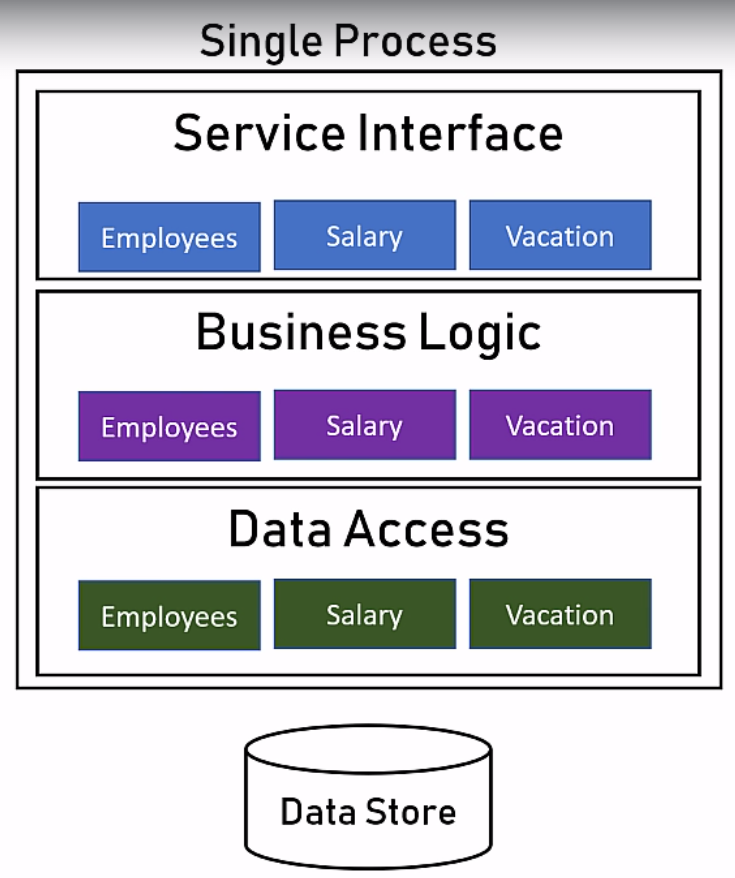 Single Process
Service Interface
Employees Salary Vacation
Business Logic
Employees Salary Vacation
Data Access
Employees Salary Vacation
Data Store